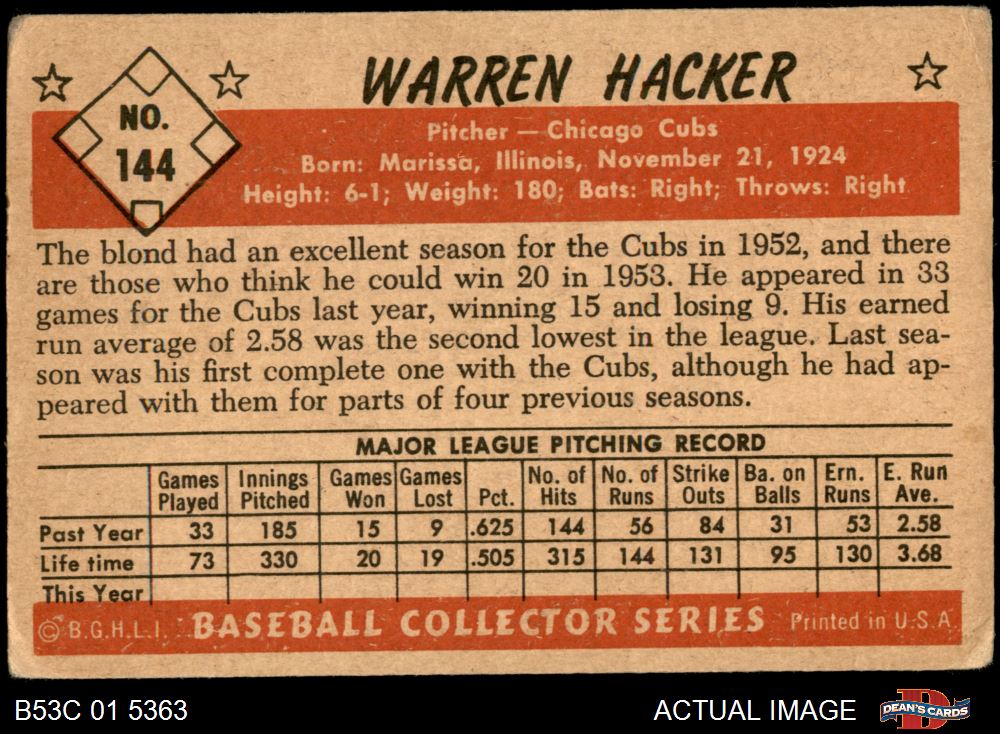 WARREN HACKER
NO.
144
Pitcher — Chicago Cubs
Born: Marissa, Illinois, November 21, 1924
Height: 6-1; Weight: 180; Bats: Right; Throws: Right
The blond had an excellent season for the Cubs in 1952, and there
are those who think he could win 20 in 1953. He appeared in 33
games for the Cubs last year, winning 15 and losing 9. His earned
run average of 2.58 was the second lowest in the league. Last sea-
son was his first complete one with the Cubs, although he had ap-
peared with them for parts of four previous seasons.
MAJOR LEAGUE PITCHING RECORD
Games Innings Games Games No. of No. of Strike Ba. on Ern. E. Run
Played Pitched Won Lost Pct. Hits Runs Outs Balls Runs Ave.
Past Year 33 185 15 9 .625 144 56 84 31 53 2.58
Life time 73 330 20 19 .505 315 144 131 95 130 3.68
This Year
© B.G.H.L.I. BASEBALL COLLECTOR SERIES Printed in U.S.A.
B53C 01 5363 ACTUAL IMAGE DEAN'S CARDS